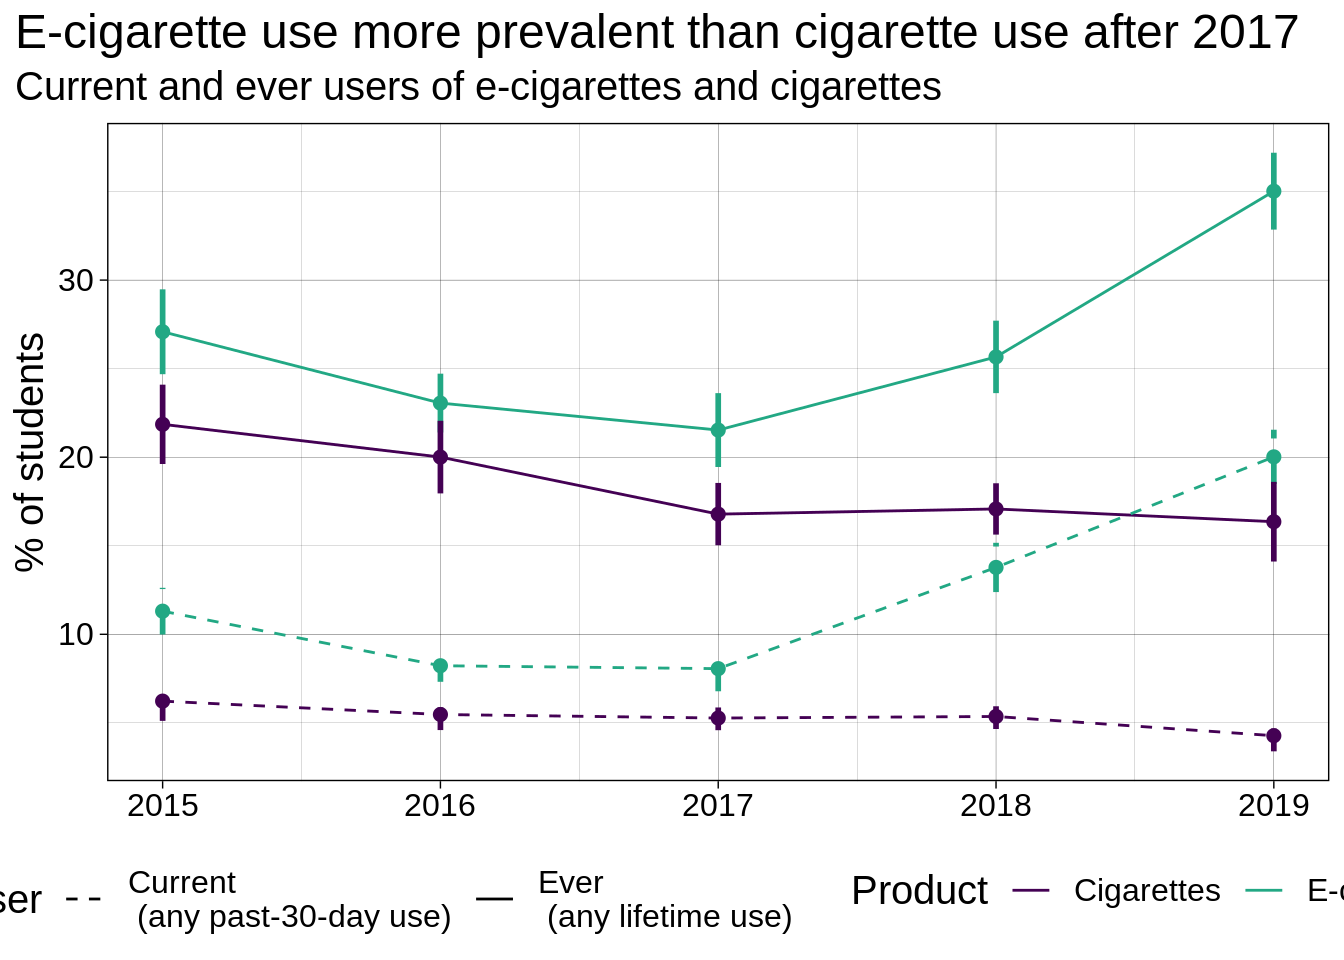 E-cigarette use more prevalent than cigarette use after 2017
Current and ever users of e-cigarettes and cigarettes
% of students
30
20
10
2015 2016 2017 2018 2019
Current
(any past-30-day use)
Ever
(any lifetime use)
Product Cigarettes